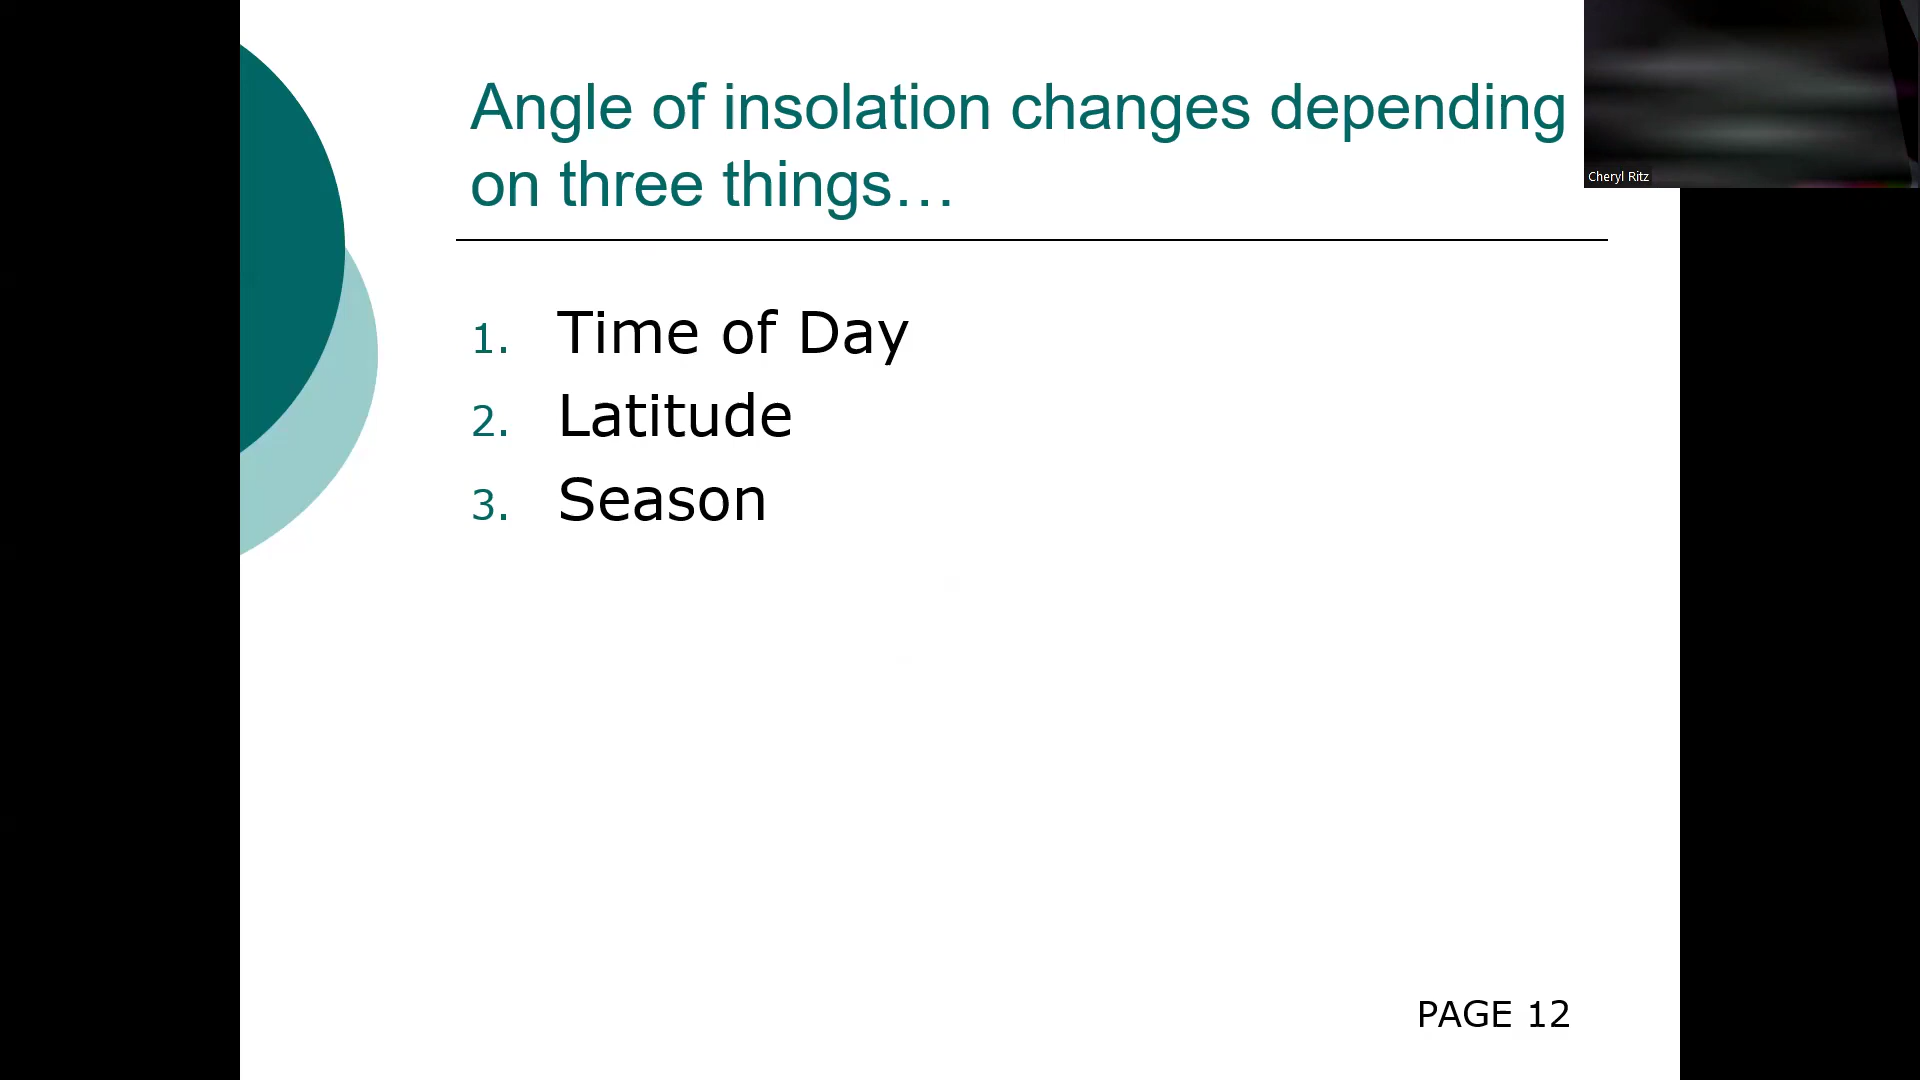 Angle of insolation changes depending
on three things…
Cheryl Ritz
1. Time of Day
2. Latitude
3. Season
PAGE 12